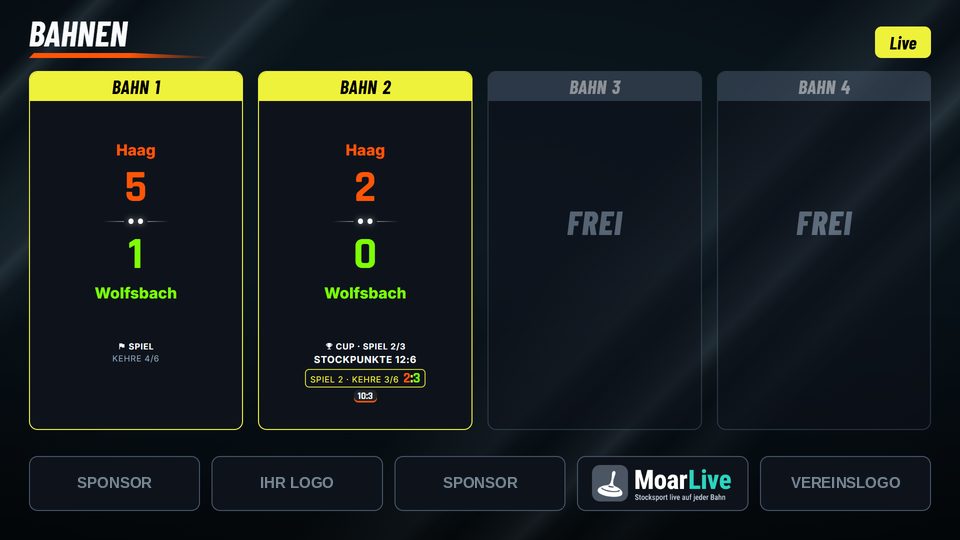 BAHNEN
Live
BAHN 1
Haag
5
1
Wolfsbach
SPIEL
KEHRE 4/6
BAHN 2
Haag
2
0
Wolfsbach
CUP · SPIEL 2/3
STOCKPUNKTE 12:6
SPIEL 2 · KEHRE 3/6 2:3
10:3
BAHN 3
FREI
BAHN 4
FREI
SPONSOR
IHR LOGO
SPONSOR
MoarLive
Stocksport live auf jeder Bahn
VEREINSLOGO